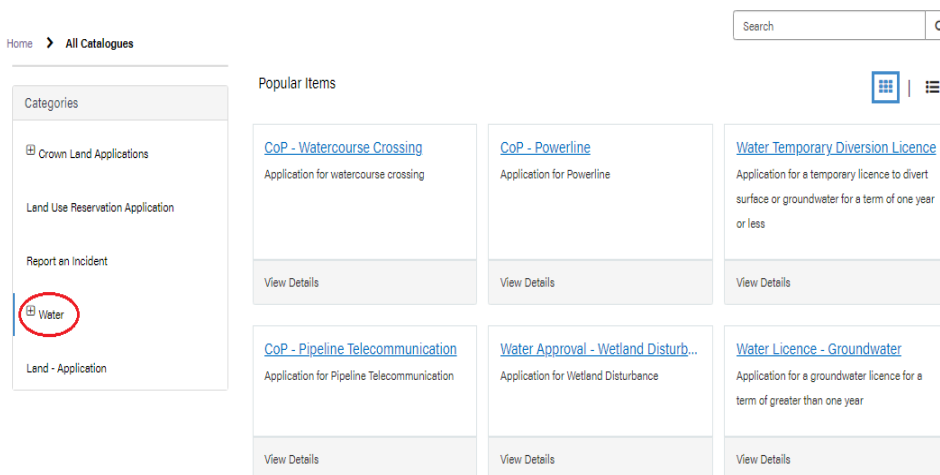 Search
Home > All Catalogues
Popular Items
Categories
Crown Land Applications
Land Use Reservation Application
Report an Incident
Water
Land - Application
CoP - Watercourse Crossing
Application for watercourse crossing
View Details
CoP - Powerline
Application for Powerline
View Details
Water Temporary Diversion Licence
Application for a temporary licence to divert
surface or groundwater for a term of one year
or less
View Details
CoP - Pipeline Telecommunication
Application for Pipeline Telecommunication
View Details
Water Approval - Wetland Disturb...
Application for Wetland Disturbance
View Details
Water Licence - Groundwater
Application for a groundwater licence for a
term of greater than one year
View Details